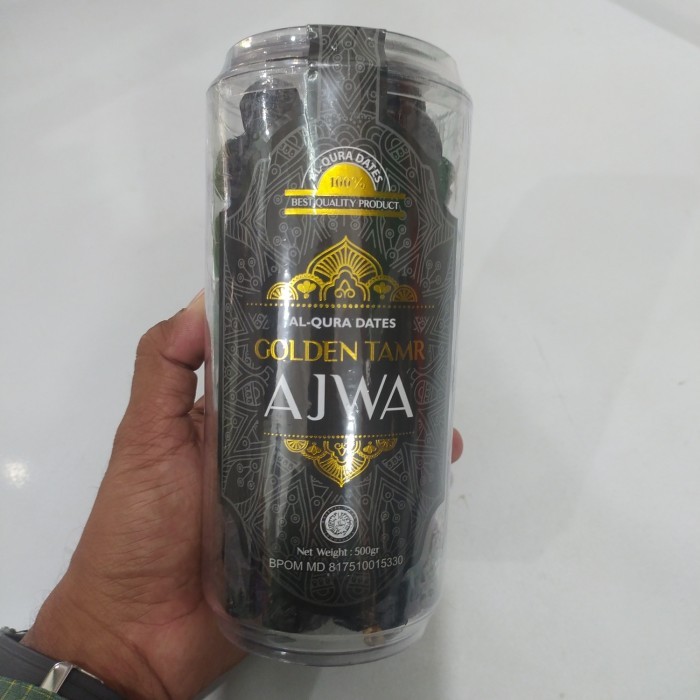 AL-QURA DATES
100%
BEST QUALITY PRODUCT
AL-QURA DATES
GOLDEN TAMR
AJWA
Net Weight : 500gr
BPOM MD 817510015330